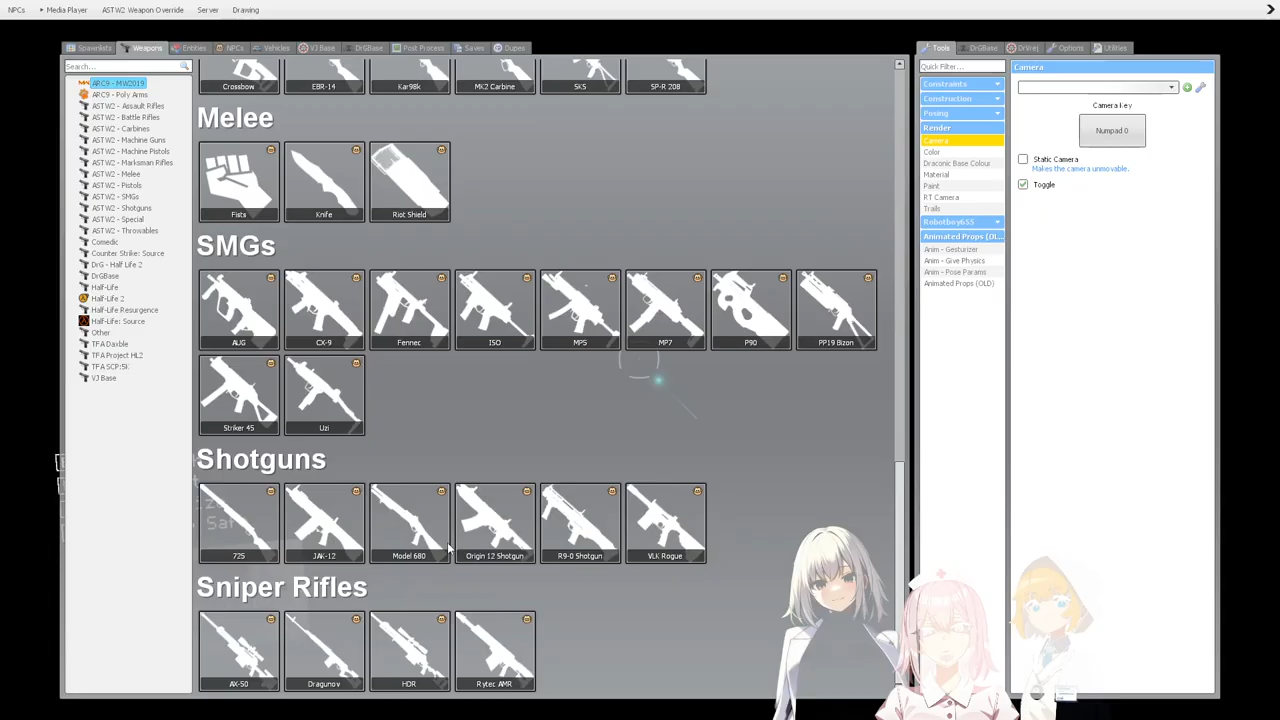 NPCs Media Player ASTW2 Weapon Override Server Drawing
Spawnlists Weapons Entities NPCs Vehicles VJ Base DrGBase Post Process Saves Dupes
Search...
ARC9 - MW2019
ARC9 - Poly Arms
ASTW2 - Assault Rifles
ASTW2 - Battle Rifles
ASTW2 - Carbines
ASTW2 - Machine Guns
ASTW2 - Machine Pistols
ASTW2 - Marksman Rifles
ASTW2 - Melee
ASTW2 - Pistols
ASTW2 - SMGs
ASTW2 - Shotguns
ASTW2 - Special
ASTW2 - Throwables
Comedic
Counter Strike: Source
DrG - Half Life 2
DrGBase
Half-Life
Half-Life 2
Half-Life Resurgence
Half-Life: Source
Other
TFA Daxble
TFA Project HL2
TFA SCP:5K
VJ Base
Crossbow EBR-14 Kar98k MK2 Carbine SKS SP-R 208
Melee
Fists Knife Riot Shield
SMGs
AUG CX-9 Fennec ISO MP5 MP7 P90 PP19 Bizon
Striker 45 Uzi
Shotguns
725 JAK-12 Model 680 Origin 12 Shotgun R9-0 Shotgun VLK Rogue
Sniper Rifles
AX-50 Dragunov HDR Rytec AMR
Tools DrGBase DrVrej Options Utilities
Quick Filter...
Constraints
Construction
Posing
Render
Camera
Color
Draconic Base Colour
Material
Paint
RT Camera
Trails
Robotboy655
Animated Props (OL...
Anim - Gesturizer
Anim - Give Physics
Anim - Pose Params
Animated Props (OLD)
Camera
Camera Key
Numpad 0
Static Camera
Makes the camera unmovable.
Toggle